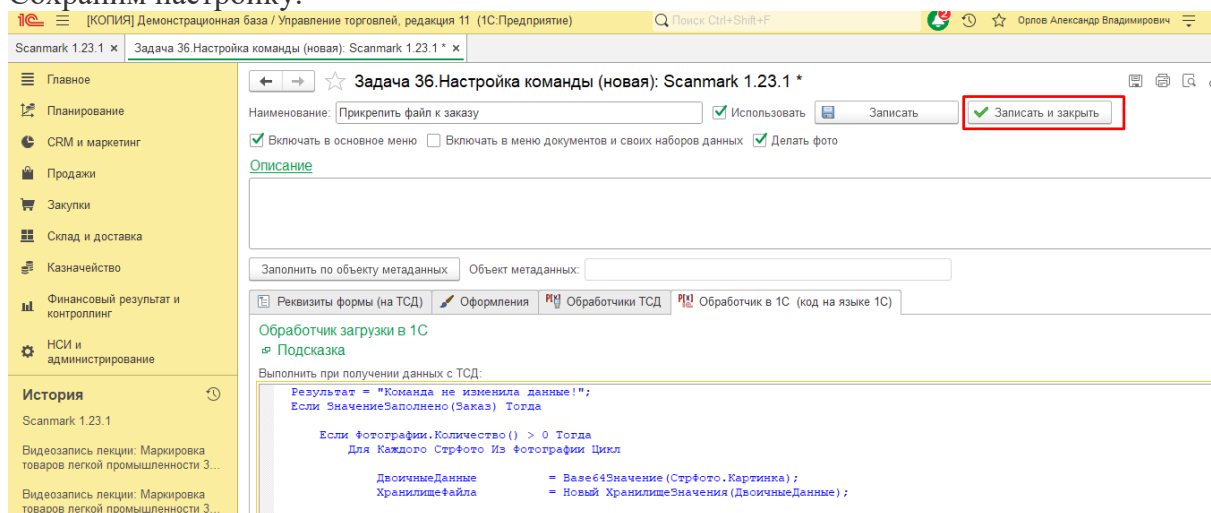 Сохраним настройку.
[КОПИЯ] Демонстрационная база / Управление торговлей, редакция 11 (1С:Предприятие) Поиск Ctrl+Shift+F 2 Орлов Александр Владимирович
Scanmark 1.23.1 × Задача 36.Настройка команды (новая): Scanmark 1.23.1 * ×
Главное
Планирование
CRM и маркетинг
Продажи
Закупки
Склад и доставка
Казначейство
Финансовый результат и
контроллинг
НСИ и
администрирование
История
Scanmark 1.23.1
Видеозапись лекции: Маркировка
товаров легкой промышленности 3...
Видеозапись лекции: Маркировка
товаров легкой промышленности 3...
Задача 36.Настройка команды (новая): Scanmark 1.23.1 *
Наименование: Прикрепить файл к заказу Использовать Записать Записать и закрыть
Включать в основное меню Включать в меню документов и своих наборов данных Делать фото
Описание
Заполнить по объекту метаданных Объект метаданных:
Реквизиты формы (на ТСД) Оформления Обработчики ТСД Обработчик в 1С (код на языке 1С)
Обработчик загрузки в 1С
Подсказка
Выполнить при получении данных с ТСД:
Результат = "Команда не изменила данные!";
Если ЗначениеЗаполнено(Заказ) Тогда
Если Фотографии.Количество() > 0 Тогда
Для Каждого СтрФото Из Фотографии Цикл
ДвоичныеДанные = Base64Значение(СтрФото.Картинка);
ХранилищеФайла = Новый ХранилищеЗначения(ДвоичныеДанные);